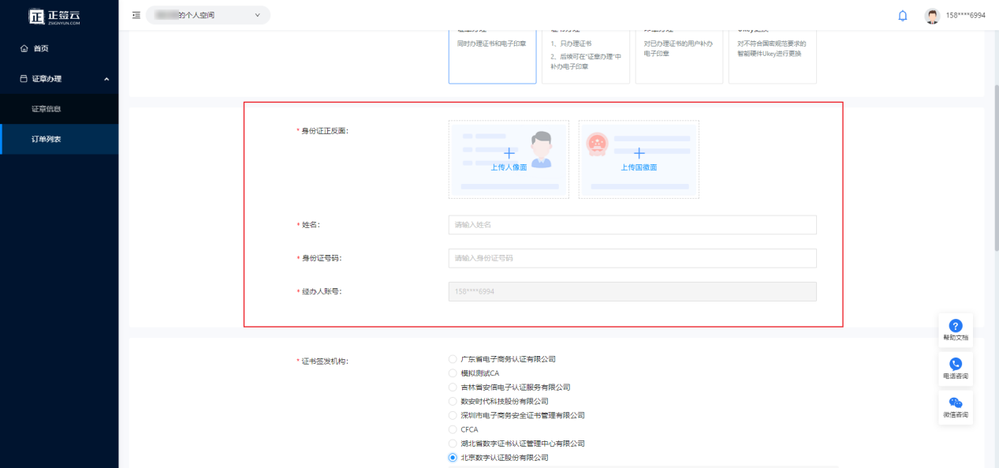 正签云
ZSIGNYUN.COM
的个人空间
158****6994
首页
证章办理
证章信息
订单列表
同时办理证书和电子印章
1、只办理证书
2、后续可在"证章办理"中
补办电子印章
对已办理证书的用户补办
电子印章
对不符合国密规范要求的
智能硬件Ukey进行更换
* 身份证正反面:
上传人像面
上传国徽面
* 姓名:
请输入姓名
* 身份证号码:
请输入身份证号码
* 经办人账号:
158****6994
* 证书签发机构:
广东省电子商务认证有限公司
模拟测试CA
吉林省安信电子认证服务有限公司
数安时代科技股份有限公司
深圳市电子商务安全证书管理有限公司
CFCA
湖北省数字证书认证管理中心有限公司
北京数字认证股份有限公司
帮助文档
电话咨询
微信咨询